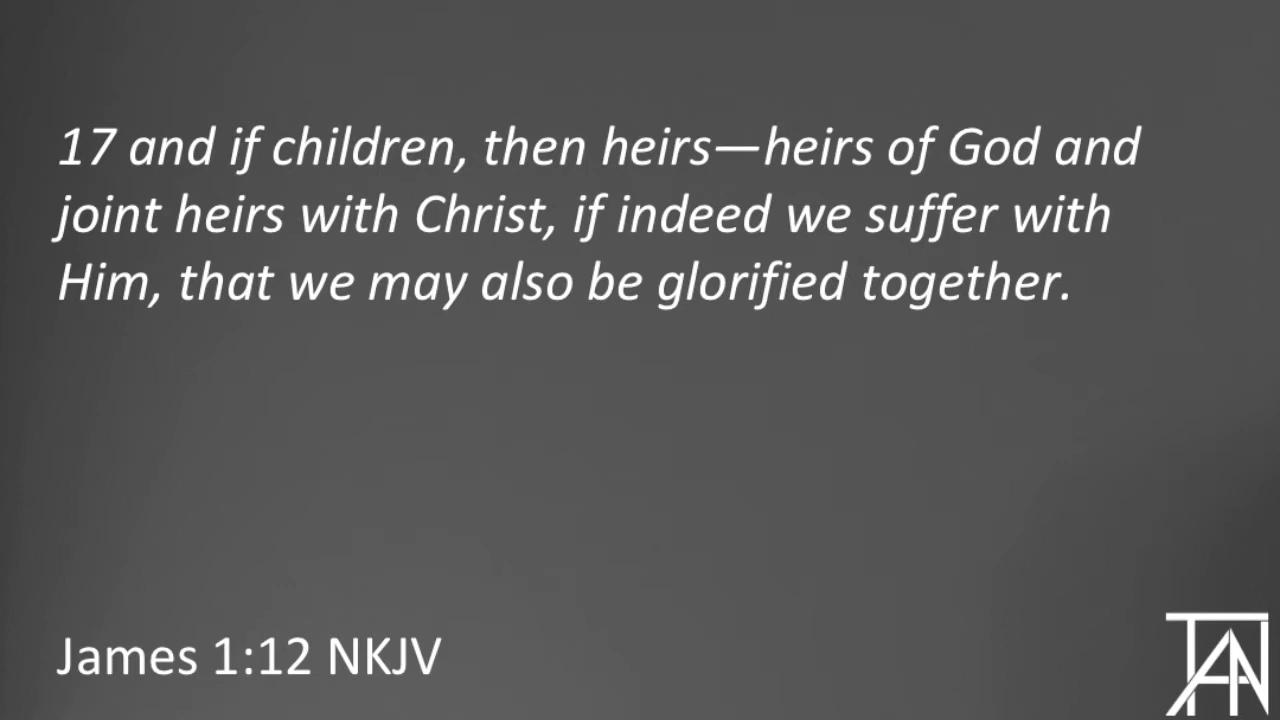 17 and if children, then heirs—heirs of God and
joint heirs with Christ, if indeed we suffer with
Him, that we may also be glorified together.
James 1:12 NKJV
TAN